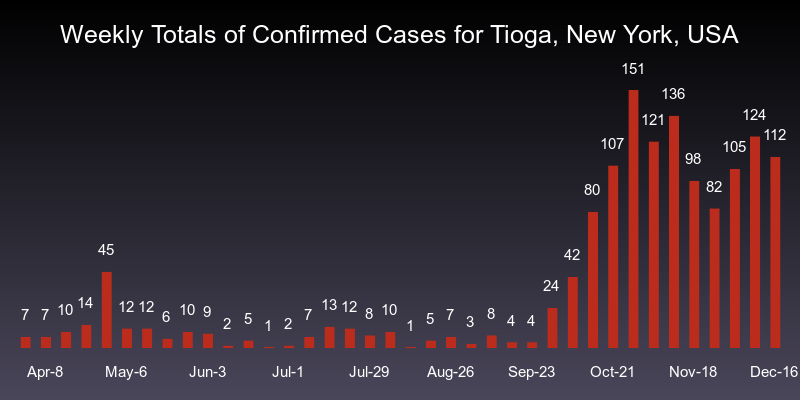 Weekly Totals of Confirmed Cases for Tioga, New York, USA
7 7 10 14 45 12 12 6 10 9 2 5 1 2 7 13 12 8 10 1 5 7 3 8 4 4 24 42 80 107 151 121 136 98 82 105 124 112
Apr-8 May-6 Jun-3 Jul-1 Jul-29 Aug-26 Sep-23 Oct-21 Nov-18 Dec-16